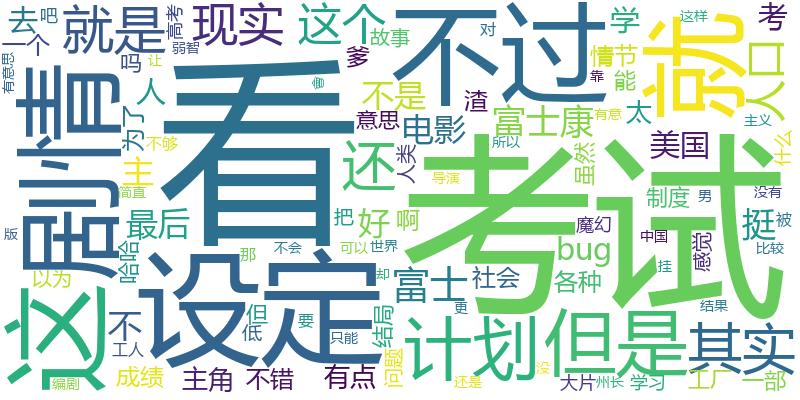 看
考试
设定
剧情
不过
就
这
但是
计划
就是
现实
这个
其实
还
人口
富士康
富士
电影
美国
不是
最后
好
啊
bug
挺
制度
各种
社会
主角
不错
有点
成绩
工厂
一部
学习
州长
大片
去
吧
高考
故事
一个
弱智
有意思
吗
让
爹
人
为了
主
不够
简直
哈哈
以为
版
不
工人
编剧
但
低
那
要
不会
只能
可以
世界
却
把
结局
问题
还是
没
更
意思
渣
人类
导演
所以
有意
虽然
靠
能
情节
学
太
对
这样
考
主义
什么
没有
男
魔幻
中国
感觉
被
比较
挂
结果
会